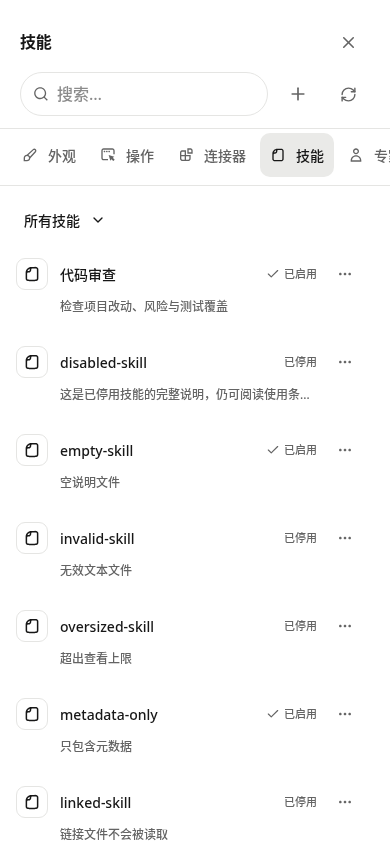 技能
搜索...
外观 操作 连接器 技能
所有技能
代码审查 已启用
检查项目改动、风险与测试覆盖
disabled-skill 已停用
这是已停用技能的完整说明，仍可阅读使用条...
empty-skill 已启用
空说明文件
invalid-skill 已停用
无效文本文件
oversized-skill 已停用
超出查看上限
metadata-only 已启用
只包含元数据
linked-skill 已停用
链接文件不会被读取